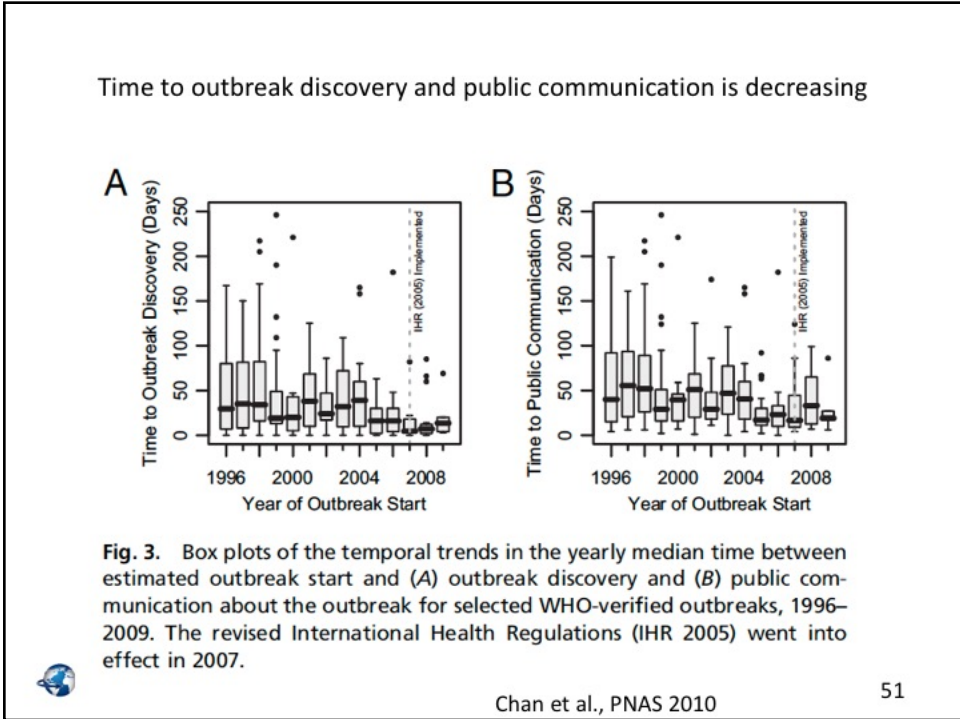 Time to outbreak discovery and public communication is decreasing
A
Time to Outbreak Discovery (Days)
250
200
150
100
50
0
IHR (2005) Implemented
1996
2000
2004
2008
Year of Outbreak Start
B
Time to Public Communication (Days)
250
200
150
100
50
0
IHR (2005) Implemented
1996
2000
2004
2008
Year of Outbreak Start
Fig. 3. Box plots of the temporal trends in the yearly median time between
estimated outbreak start and (A) outbreak discovery and (B) public com-
munication about the outbreak for selected WHO-verified outbreaks, 1996–
2009. The revised International Health Regulations (IHR 2005) went into
effect in 2007.
Chan et al., PNAS 2010
51